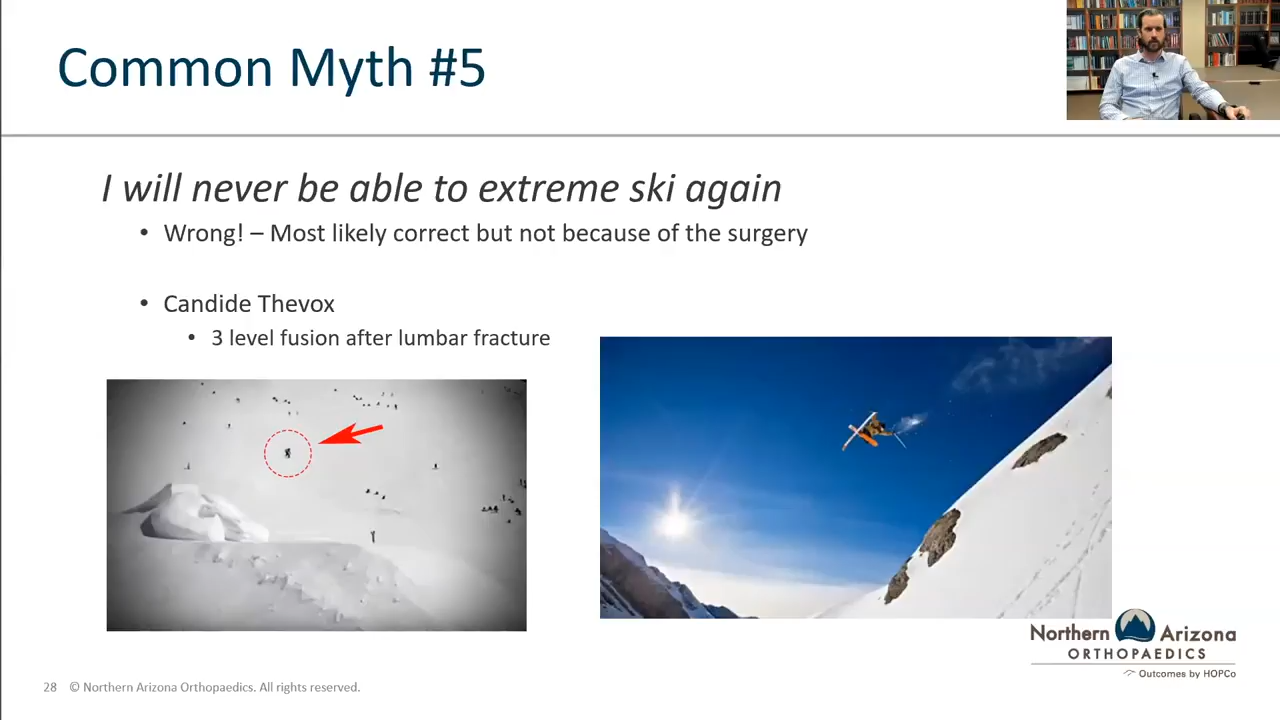 Common Myth #5
I will never be able to extreme ski again
• Wrong! – Most likely correct but not because of the surgery
• Candide Thevox
• 3 level fusion after lumbar fracture
Northern Arizona
ORTHOPAEDICS
Outcomes by HOPCo
28 © Northern Arizona Orthopaedics. All rights reserved.